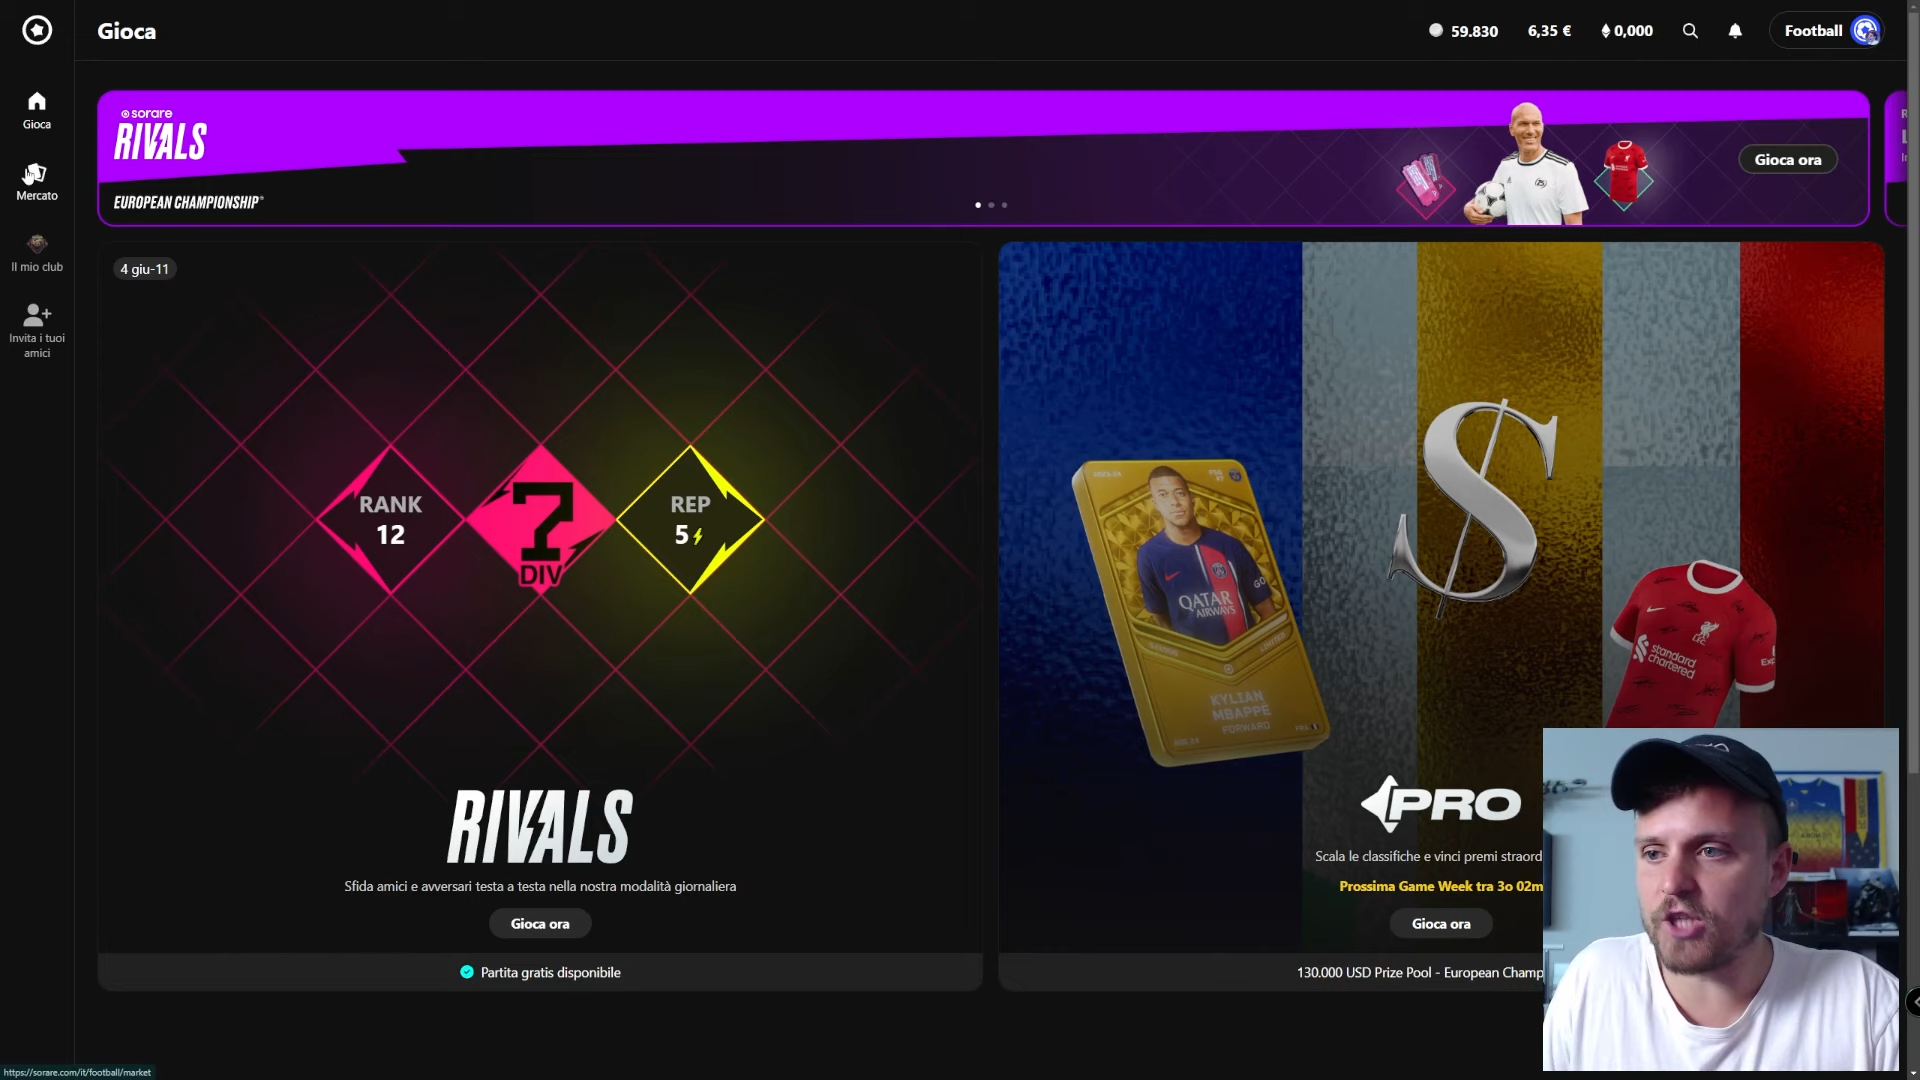 Gioca
59.830
6,35 €
0,000
Football
Gioca
Mercato
Il mio club
Invita i tuoi
amici
sorare
RIVALS
EUROPEAN CHAMPIONSHIP
Gioca ora
4 giu-11
RANK
12
7
DIV
REP
5
RIVALS
Sfida amici e avversari testa a testa nella nostra modalità giornaliera
Gioca ora
Partita gratis disponibile
QATAR
AIRWAYS
GO
KYLIAN
MBAPPÉ
FORWARD
S
standard
chartered
PRO
Scala le classifiche e vinci premi straord
Prossima Game Week tra 3o 02m
Gioca ora
130.000 USD Prize Pool - European Champ
https://sorare.com/it/football/market